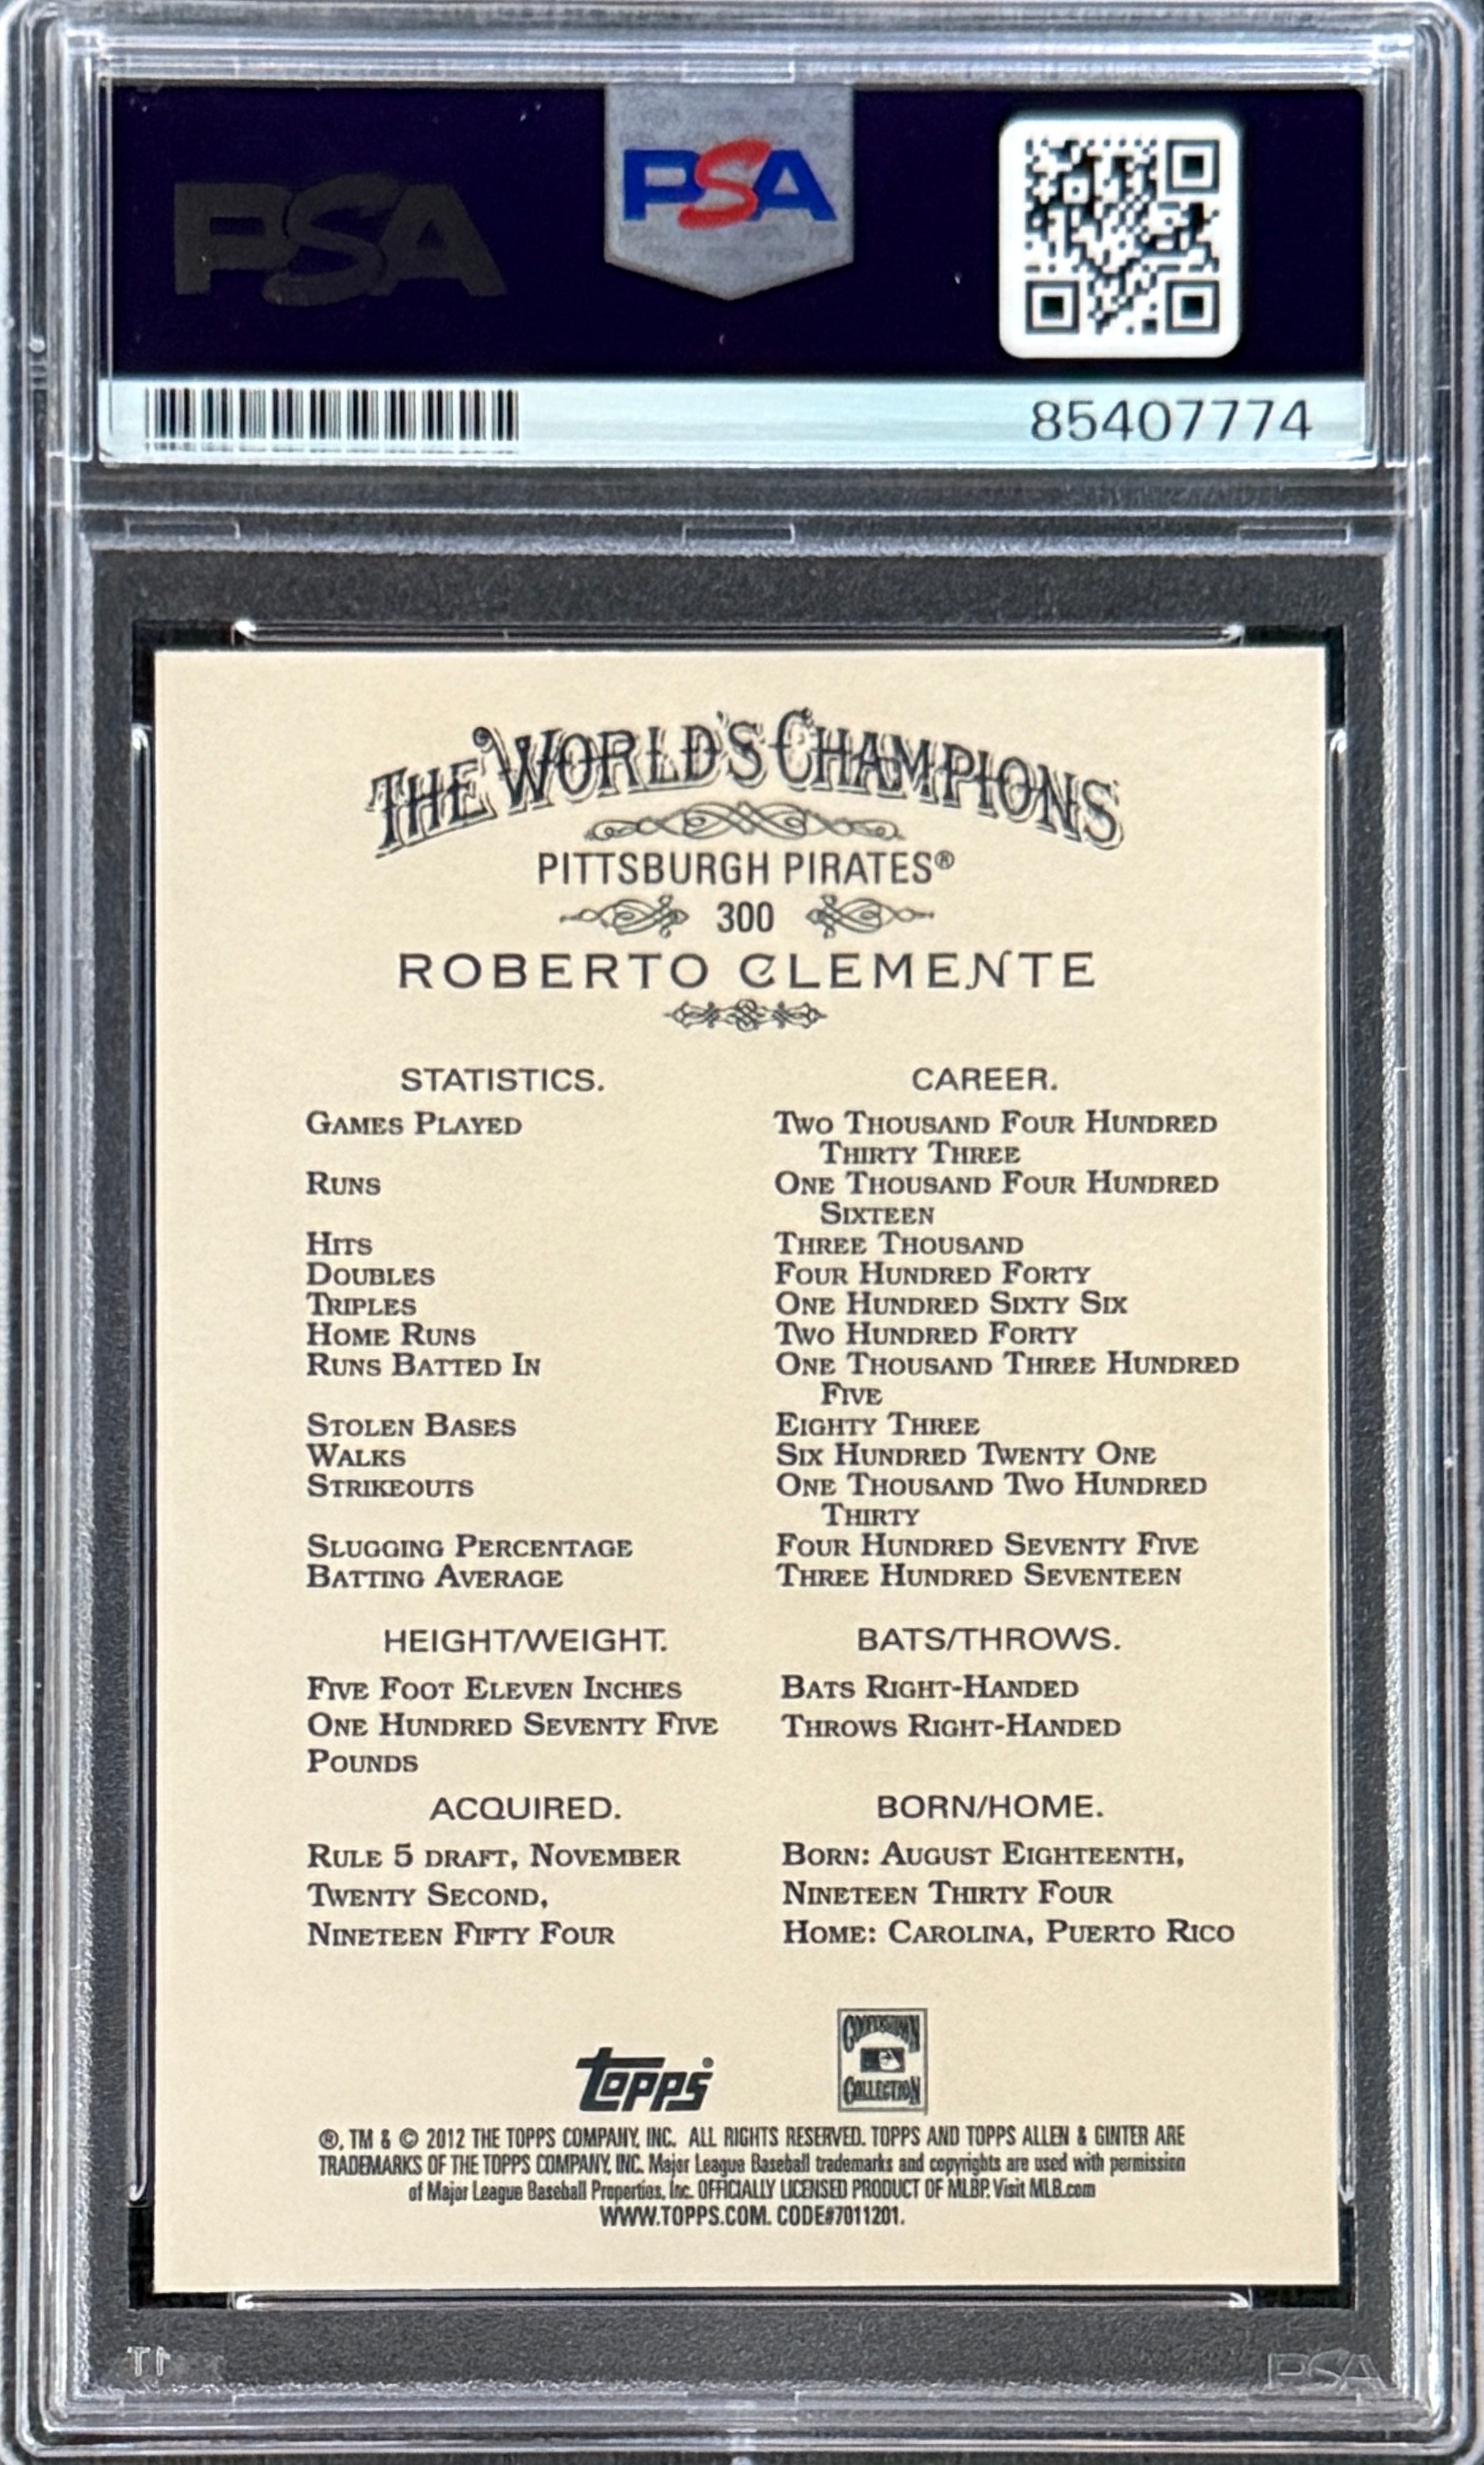 PSA
PSA
85407774
THE WORLD'S CHAMPIONS
PITTSBURGH PIRATES®
300
ROBERTO CLEMENTE
STATISTICS. CAREER.
GAMES PLAYED TWO THOUSAND FOUR HUNDRED
THIRTY THREE
RUNS ONE THOUSAND FOUR HUNDRED
SIXTEEN
HITS THREE THOUSAND
DOUBLES FOUR HUNDRED FORTY
TRIPLES ONE HUNDRED SIXTY SIX
HOME RUNS TWO HUNDRED FORTY
RUNS BATTED IN ONE THOUSAND THREE HUNDRED
FIVE
STOLEN BASES EIGHTY THREE
WALKS SIX HUNDRED TWENTY ONE
STRIKEOUTS ONE THOUSAND TWO HUNDRED
THIRTY
SLUGGING PERCENTAGE FOUR HUNDRED SEVENTY FIVE
BATTING AVERAGE THREE HUNDRED SEVENTEEN
HEIGHT/WEIGHT.
FIVE FOOT ELEVEN INCHES
ONE HUNDRED SEVENTY FIVE
POUNDS
BATS/THROWS.
BATS RIGHT-HANDED
THROWS RIGHT-HANDED
ACQUIRED.
RULE 5 DRAFT, NOVEMBER
TWENTY SECOND,
NINETEEN FIFTY FOUR
BORN/HOME.
BORN: AUGUST EIGHTEENTH,
NINETEEN THIRTY FOUR
HOME: CAROLINA, PUERTO RICO
topps
COOPERSTOWN
COLLECTION
®, TM & © 2012 THE TOPPS COMPANY, INC. ALL RIGHTS RESERVED. TOPPS AND TOPPS ALLEN & GINTER ARE
TRADEMARKS OF THE TOPPS COMPANY, INC. Major League Baseball trademarks and copyrights are used with permission
of Major League Baseball Properties, Inc. OFFICIALLY LICENSED PRODUCT OF MLBP. Visit MLB.com
WWW.TOPPS.COM. CODE#7011201.
PSA